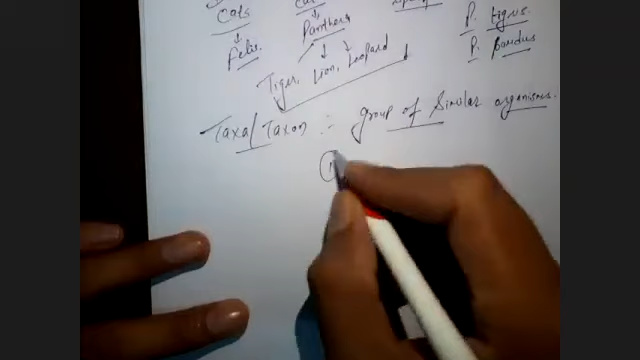 Cats
P. tigris
Panthera
P. pardus
Felis
Tiger, Lion, Leopard
Taxa/Taxon :- Group of Similar organisms.